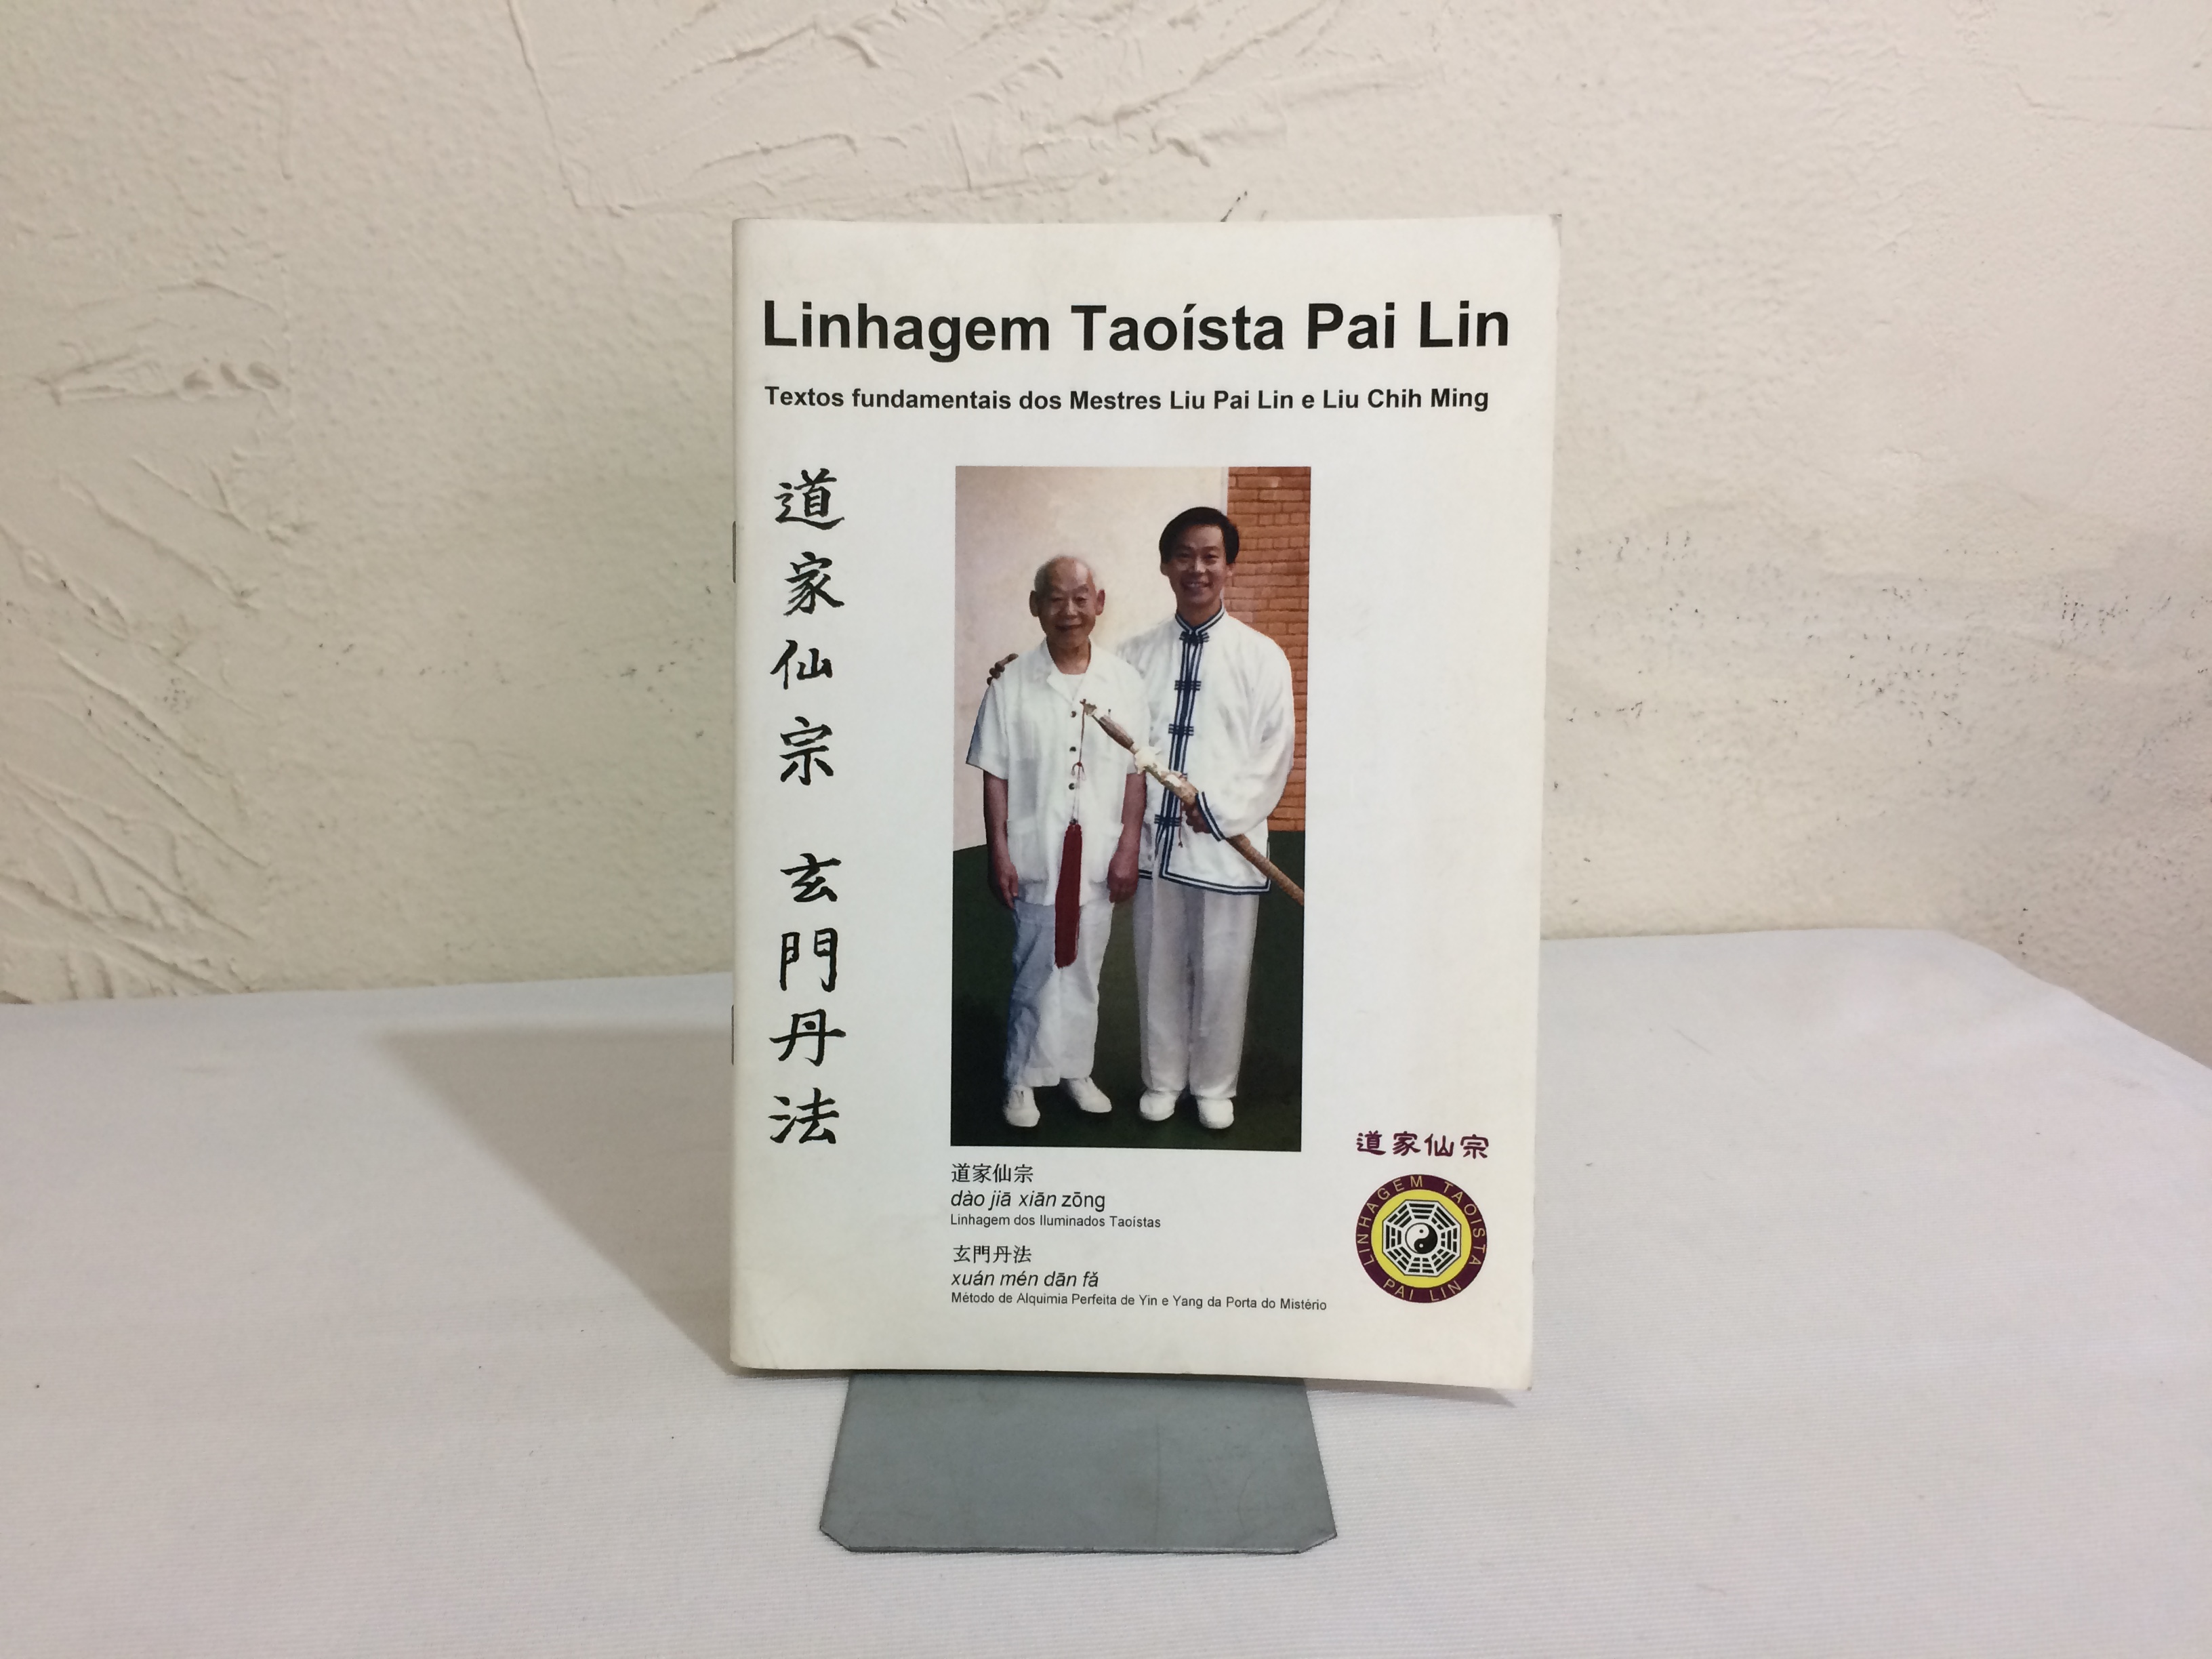 Linhagem Taoísta Pai Lin
Textos fundamentais dos Mestres Liu Pai Lin e Liu Chih Ming
道家仙宗 玄門丹法
道家仙宗
dào jiā xiān zōng
Linhagem dos Iluminados Taoístas
玄門丹法
xuán mén dān fǎ
Método de Alquimia Perfeita de Yin e Yang da Porta do Mistério
道家仙宗
LINHAGEM TAOISTA
PAI LIN